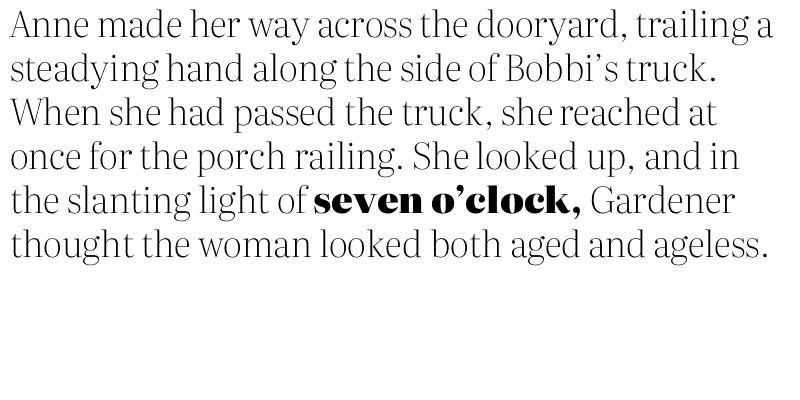 Anne made her way across the dooryard, trailing a
steadying hand along the side of Bobbi’s truck.
When she had passed the truck, she reached at
once for the porch railing. She looked up, and in
the slanting light of seven o’clock, Gardener
thought the woman looked both aged and ageless.